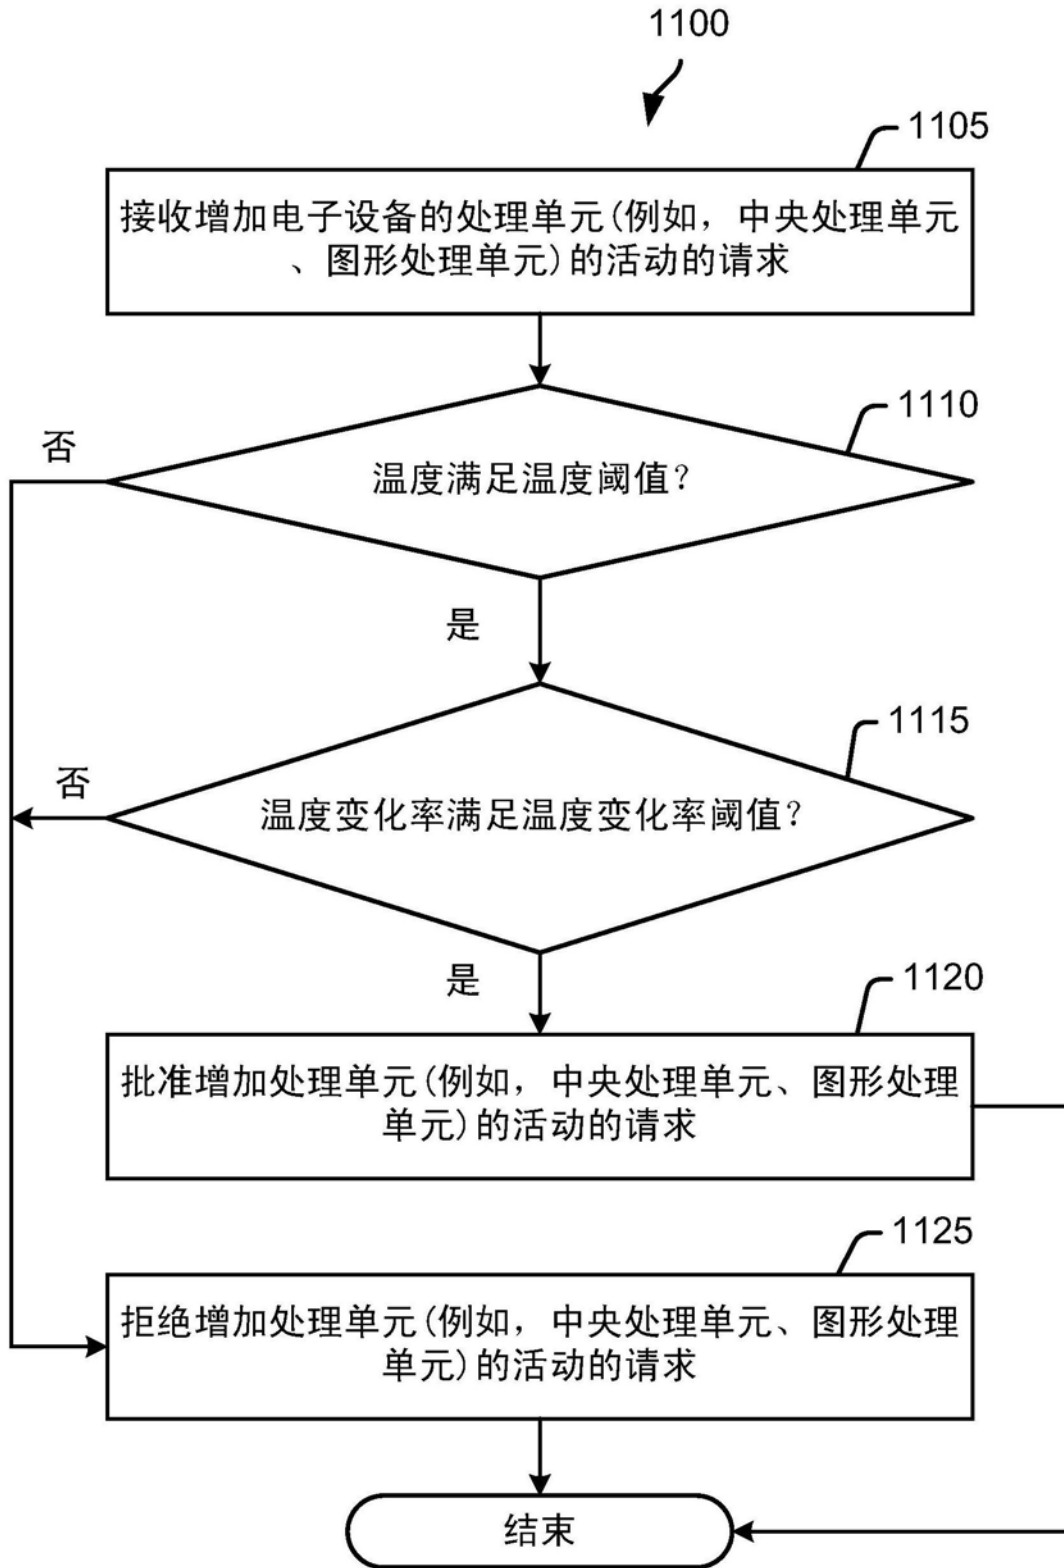 1100
1105
接收增加电子设备的处理单元(例如，中央处理单元
、图形处理单元)的活动的请求
1110
否
温度满足温度阈值？
是
1115
否
温度变化率满足温度变化率阈值？
是
1120
批准增加处理单元(例如，中央处理单元、图形处理
单元)的活动的请求
1125
拒绝增加处理单元(例如，中央处理单元、图形处理
单元)的活动的请求
结束